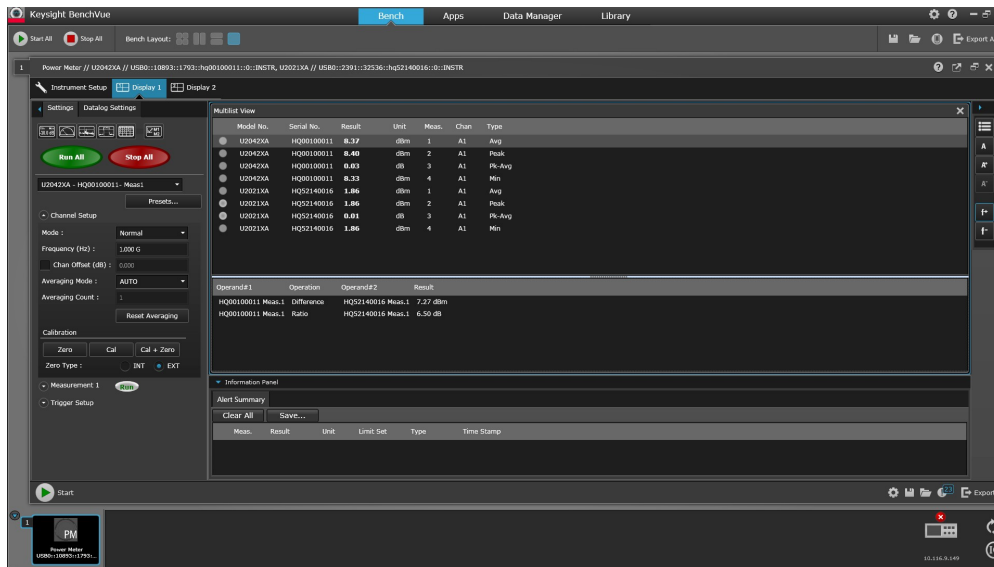 Keysight BenchVue
Bench Apps Data Manager Library
Start All Stop All Bench Layout: Export A
1 Power Meter // U2042XA // USB0::10893::1793::hq00100011::0::INSTR, U2021XA // USB0::2391::32536::hq52140016::0::INSTR
Instrument Setup Display 1 Display 2
Settings Datalog Settings
Run All Stop All
U2042XA - HQ00100011- Meas1
Presets...
Channel Setup
Mode : Normal
Frequency (Hz) : 1.000 G
Chan Offset (dB) : 0.000
Averaging Mode : AUTO
Averaging Count : 1
Reset Averaging
Calibration
Zero Cal Cal + Zero
Zero Type : INT EXT
Measurement 1 Run
Trigger Setup
Multilist View
Model No. Serial No. Result Unit Meas. Chan Type
U2042XA HQ00100011 8.37 dBm 1 A1 Avg
U2042XA HQ00100011 8.40 dBm 2 A1 Peak
U2042XA HQ00100011 0.03 dB 3 A1 Pk-Avg
U2042XA HQ00100011 8.33 dBm 4 A1 Min
U2021XA HQ52140016 1.86 dBm 1 A1 Avg
U2021XA HQ52140016 1.86 dBm 2 A1 Peak
U2021XA HQ52140016 0.01 dB 3 A1 Pk-Avg
U2021XA HQ52140016 1.86 dBm 4 A1 Min
Operand#1 Operation Operand#2 Result
HQ00100011 Meas.1 Difference HQ52140016 Meas.1 7.27 dBm
HQ00100011 Meas.1 Ratio HQ52140016 Meas.1 6.50 dB
Information Panel
Alert Summary
Clear All Save...
Meas. Result Unit Limit Set Type Time Stamp
Start 23 Export
1
PM
Power Meter
USB0::10893::1793::...
10.116.9.149